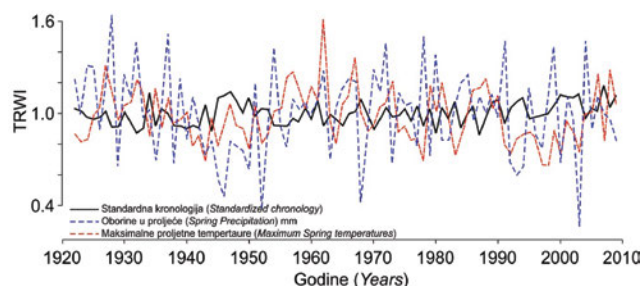 1.6
TRWI
1.0
0.4
Standardna kronologija (Standardized chronology)
Oborine u proljeće (Spring Precipitation) mm
Maksimalne proljetne tempertaure (Maximum Spring temperatures)
1920 1930 1940 1950 1960 1970 1980 1990 2000 2010
Godine (Years)